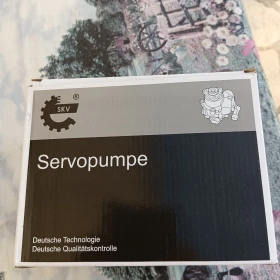 SKV
®
Servopumpe
Deutsche Technologie
Deutsche Qualitätskontrolle